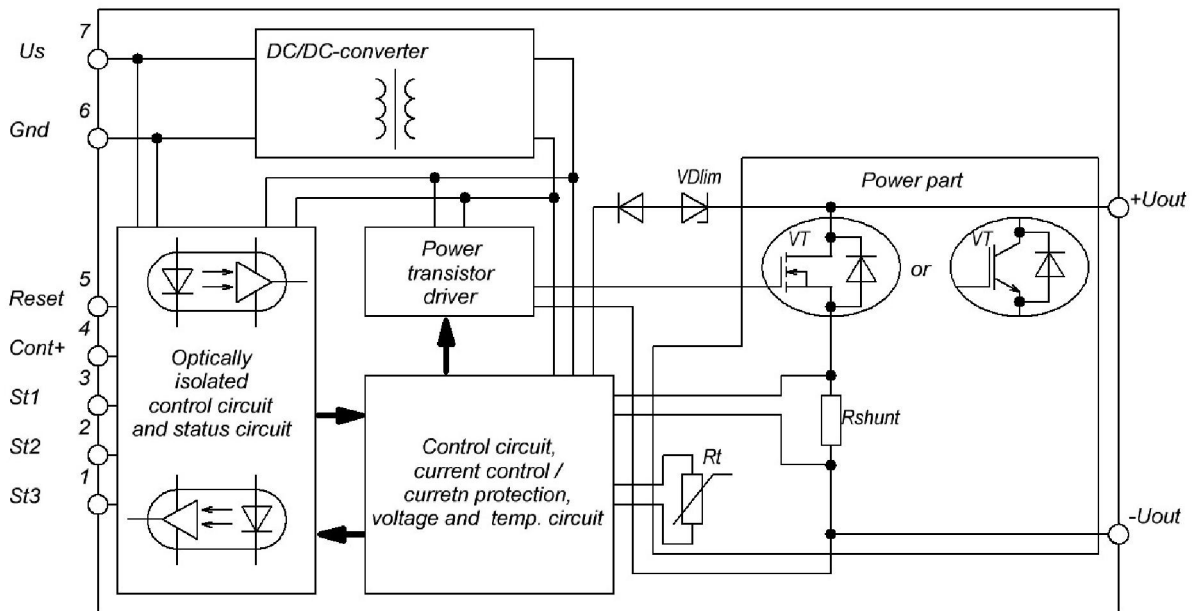 7
Us
DC/DC-converter
6
Gnd
VDlim
Power part
+Uout
VT
or
VT
Power
transistor
driver
5
Reset
4
Cont+
3
St1
2
St2
1
St3
Optically
isolated
control circuit
and status circuit
Rshunt
Control circuit,
current control /
curretn protection,
voltage and temp. circuit
Rt
-Uout